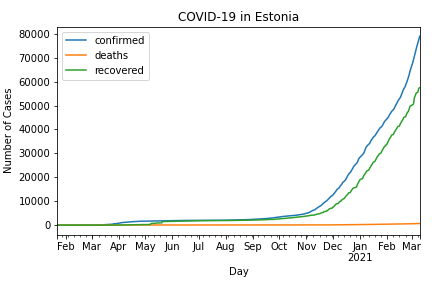 COVID-19 in Estonia
confirmed
deaths
recovered
Number of Cases
80000
70000
60000
50000
40000
30000
20000
10000
0
Feb Mar Apr May Jun Jul Aug Sep Oct Nov Dec Jan Feb Mar
2021
Day